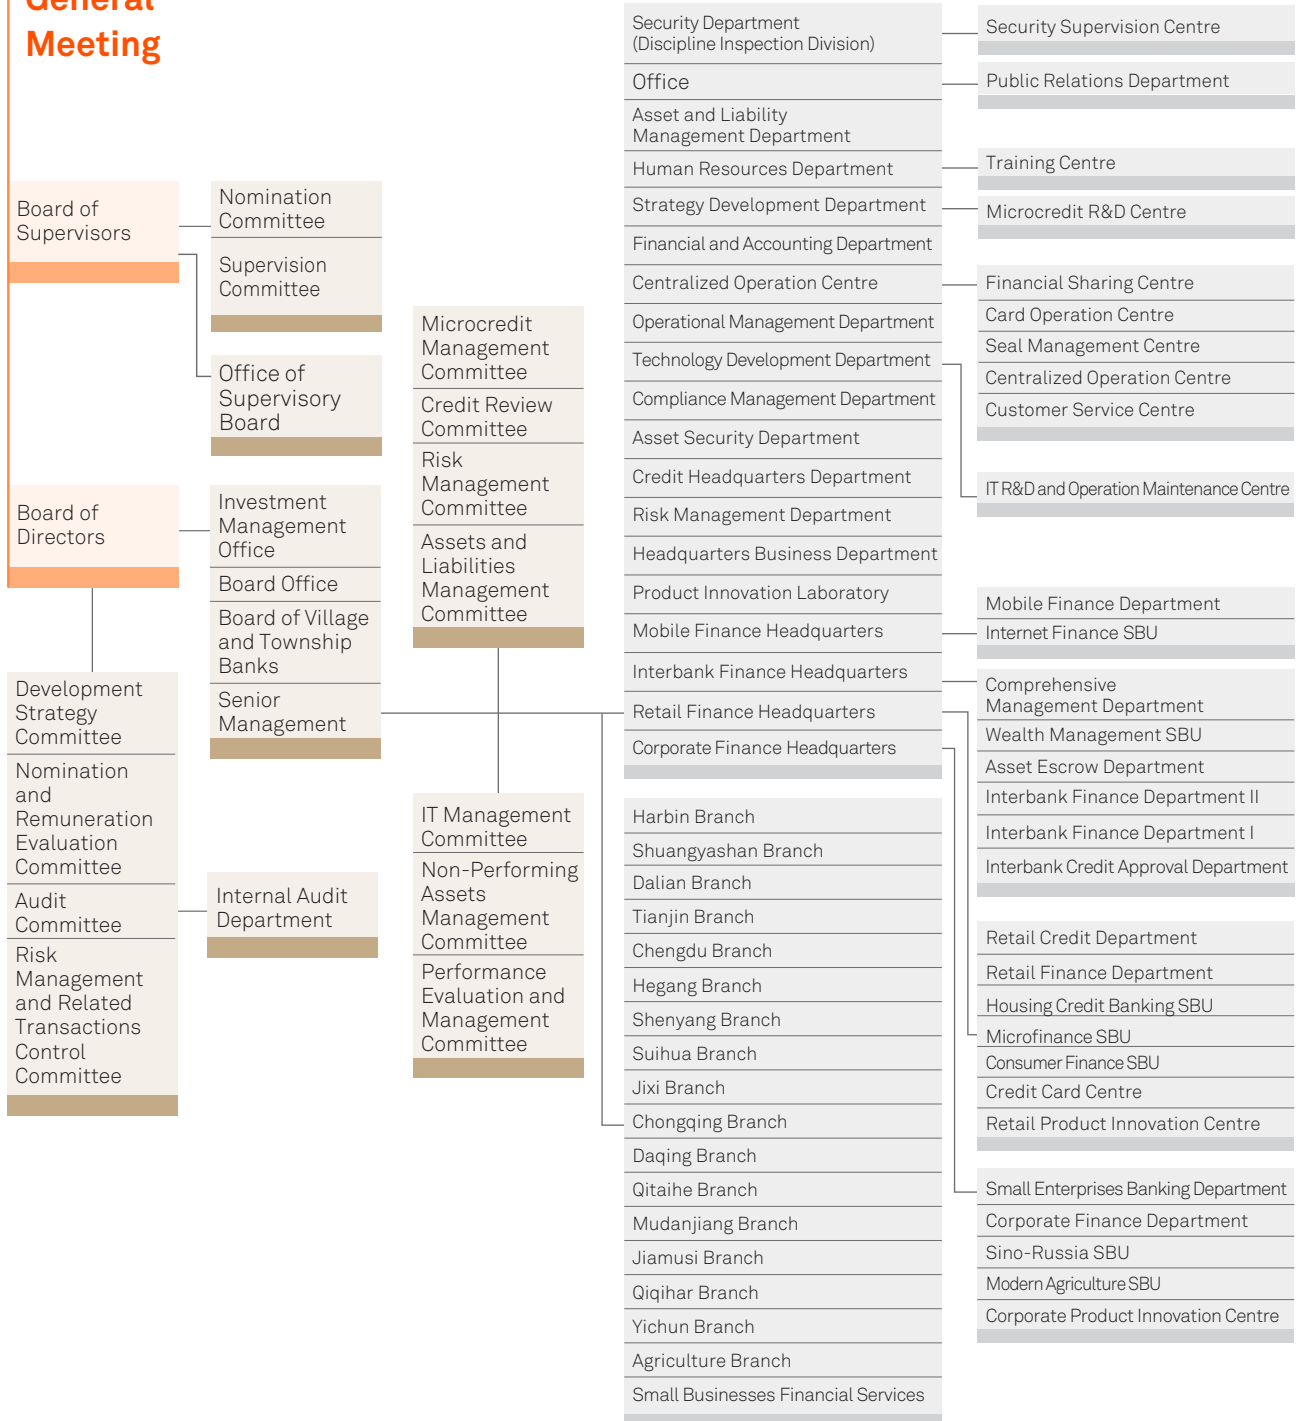 General
Meeting
Board of
Supervisors
Nomination
Committee
Supervision
Committee
Office of
Supervisory
Board
Board of
Directors
Investment
Management
Office
Board Office
Board of Village
and Township
Banks
Senior
Management
Development
Strategy
Committee
Nomination
and
Remuneration
Evaluation
Committee
Audit
Committee
Risk
Management
and Related
Transactions
Control
Committee
Internal Audit
Department
Microcredit
Management
Committee
Credit Review
Committee
Risk
Management
Committee
Assets and
Liabilities
Management
Committee
IT Management
Committee
Non-Performing
Assets
Management
Committee
Performance
Evaluation and
Management
Committee
Security Department
(Discipline Inspection Division)
Office
Asset and Liability
Management Department
Human Resources Department
Strategy Development Department
Financial and Accounting Department
Centralized Operation Centre
Operational Management Department
Technology Development Department
Compliance Management Department
Asset Security Department
Credit Headquarters Department
Risk Management Department
Headquarters Business Department
Product Innovation Laboratory
Mobile Finance Headquarters
Interbank Finance Headquarters
Retail Finance Headquarters
Corporate Finance Headquarters
Harbin Branch
Shuangyashan Branch
Dalian Branch
Tianjin Branch
Chengdu Branch
Hegang Branch
Shenyang Branch
Suihua Branch
Jixi Branch
Chongqing Branch
Daqing Branch
Qitaihe Branch
Mudanjiang Branch
Jiamusi Branch
Qiqihar Branch
Yichun Branch
Agriculture Branch
Small Businesses Financial Services
Security Supervision Centre
Public Relations Department
Training Centre
Microcredit R&D Centre
Financial Sharing Centre
Card Operation Centre
Seal Management Centre
Centralized Operation Centre
Customer Service Centre
IT R&D and Operation Maintenance Centre
Mobile Finance Department
Internet Finance SBU
Comprehensive
Management Department
Wealth Management SBU
Asset Escrow Department
Interbank Finance Department II
Interbank Finance Department I
Interbank Credit Approval Department
Retail Credit Department
Retail Finance Department
Housing Credit Banking SBU
Microfinance SBU
Consumer Finance SBU
Credit Card Centre
Retail Product Innovation Centre
Small Enterprises Banking Department
Corporate Finance Department
Sino-Russia SBU
Modern Agriculture SBU
Corporate Product Innovation Centre